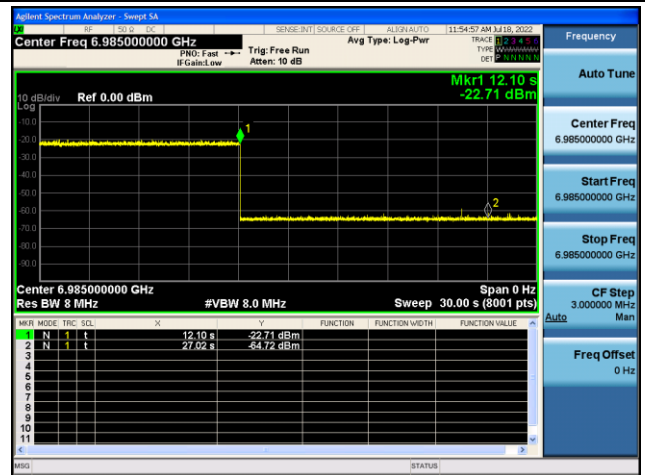 Agilent Spectrum Analyzer - Swept SA
RF 50 Ω DC SENSE:INT SOURCE OFF ALIGN AUTO 11:54:57 AM Jul 18, 2022
Center Freq 6.985000000 GHz
PNO: Fast
IFGain:Low
Trig: Free Run
Atten: 10 dB
Avg Type: Log-Pwr
TRACE 1 2 3 4 5 6
TYPE
DET P N N N N N
Mkr1 12.10 s
-22.71 dBm
10 dB/div Ref 0.00 dBm
Log
-10.0
-20.0
-30.0
-40.0
-50.0
-60.0
-70.0
-80.0
-90.0
1
2
Center 6.985000000 GHz Span 0 Hz
Res BW 8 MHz #VBW 8.0 MHz Sweep 30.00 s (8001 pts)
MKR MODE TRC SCL X Y FUNCTION FUNCTION WIDTH FUNCTION VALUE
1 N 1 t 12.10 s -22.71 dBm
2 N 1 t 27.02 s -64.72 dBm
3
4
5
6
7
8
9
10
11
MSG STATUS
Frequency
Auto Tune
Center Freq
6.985000000 GHz
Start Freq
6.985000000 GHz
Stop Freq
6.985000000 GHz
CF Step
3.000000 MHz
Auto Man
Freq Offset
0 Hz